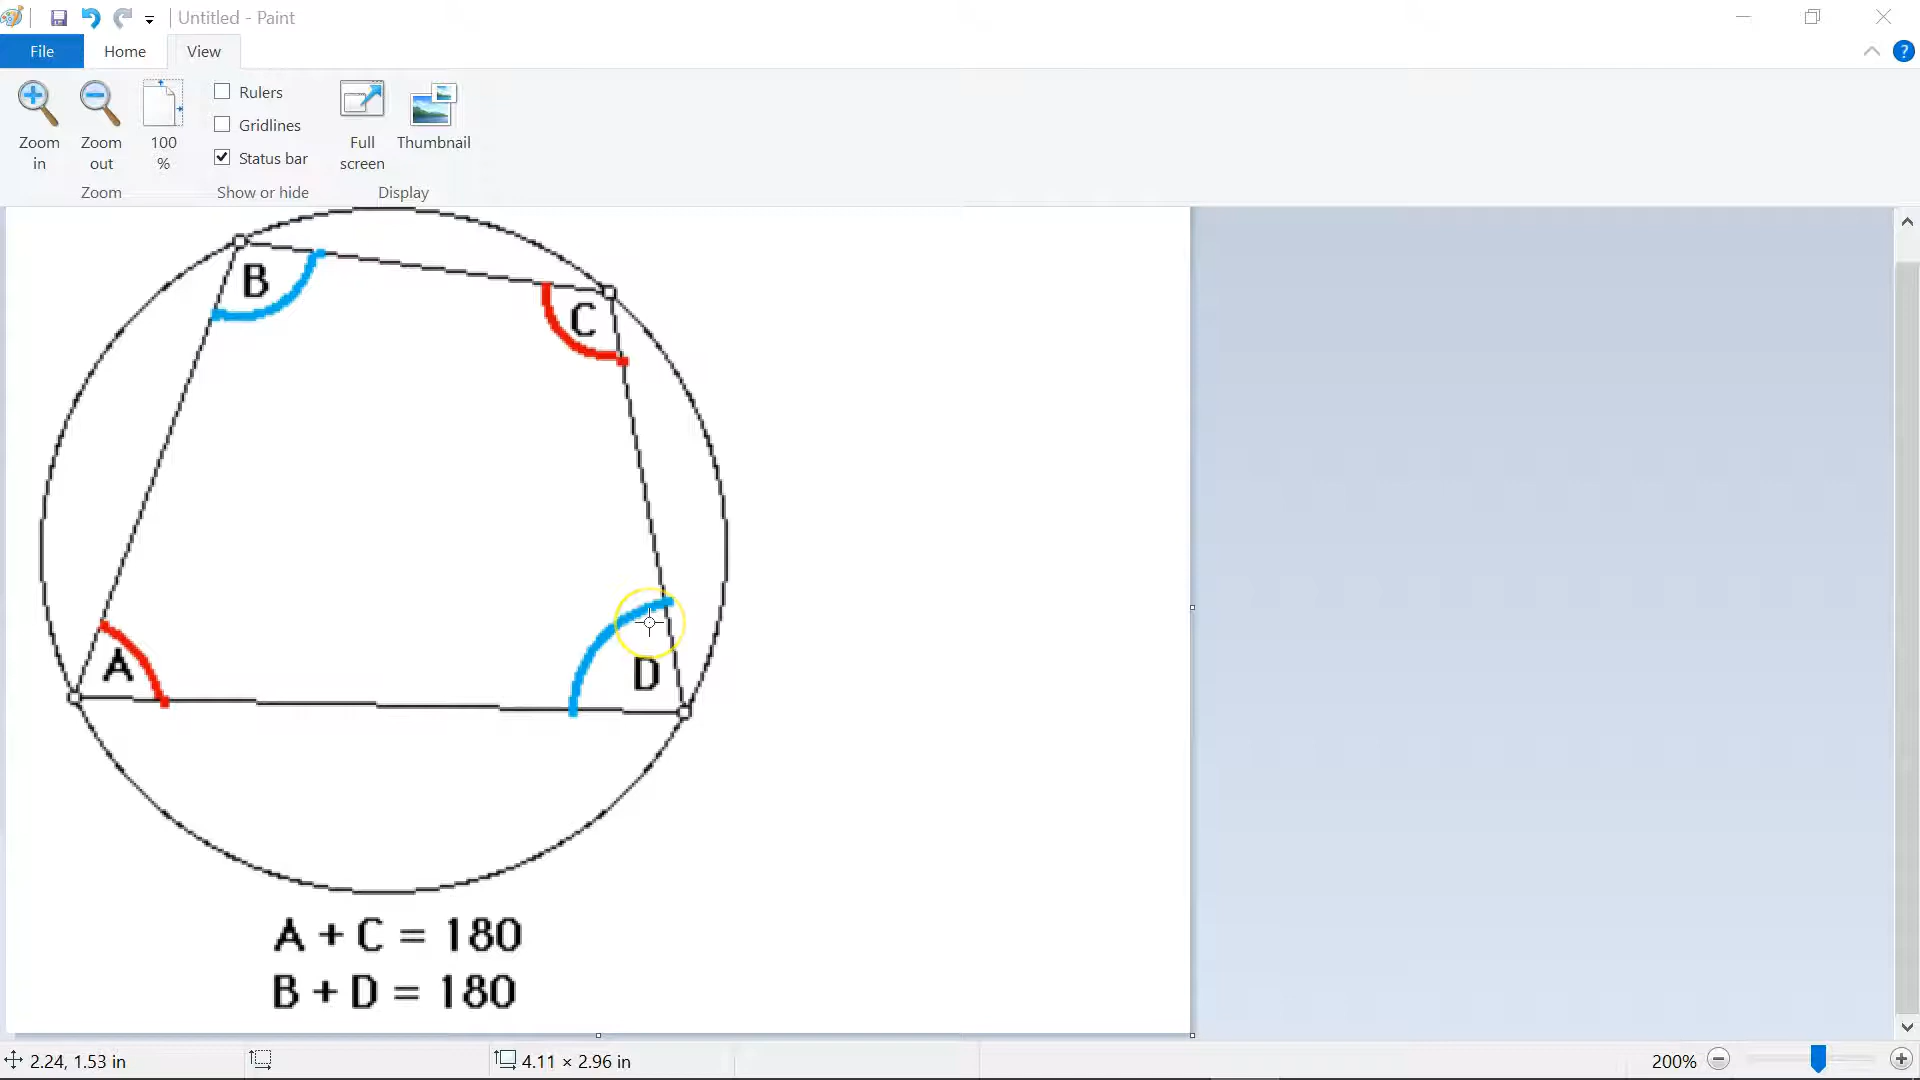 Untitled - Paint
File Home View
Zoom in
Zoom out
100 %
Rulers
Gridlines
Status bar
Full screen
Thumbnail
Zoom
Show or hide
Display
?
B
C
A
D
A + C = 180
B + D = 180
2.24, 1.53 in
4.11 × 2.96 in
200%